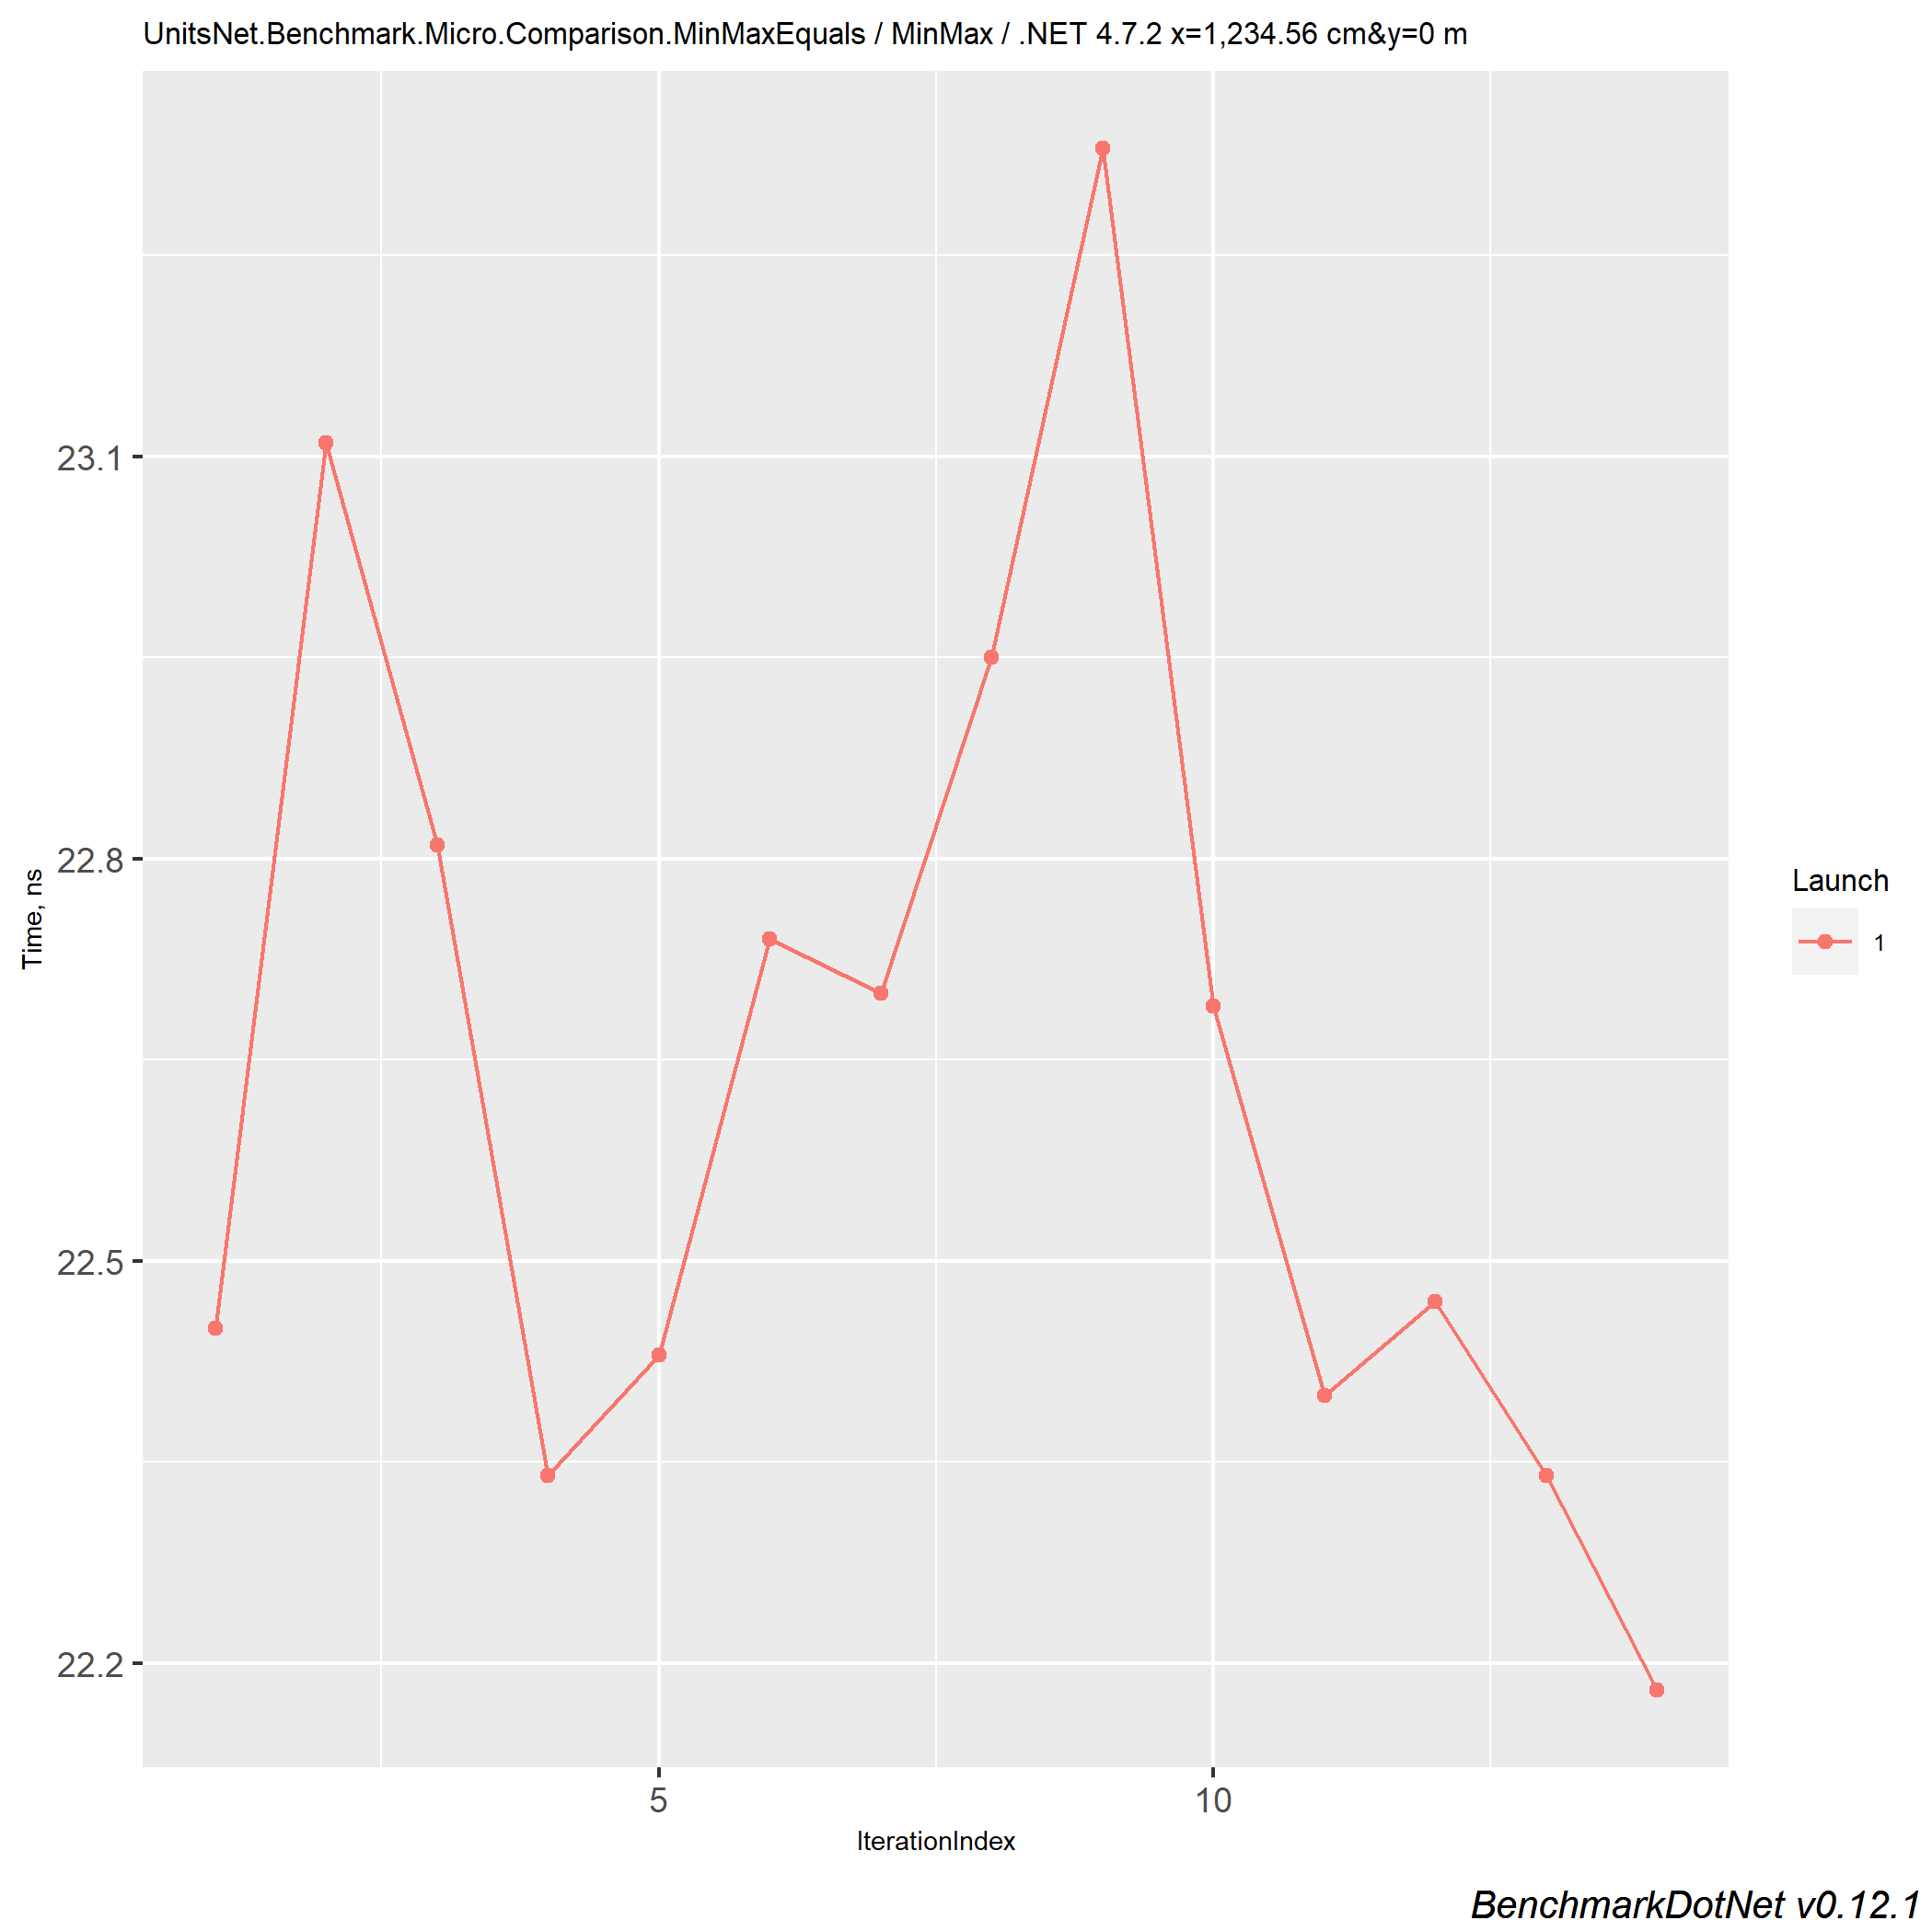 UnitsNet.Benchmark.Micro.Comparison.MinMaxEquals / MinMax / .NET 4.7.2 x=1,234.56 cm&y=0 m
23.1
22.8
22.5
22.2
Time, ns
5
10
IterationIndex
Launch
1
BenchmarkDotNet v0.12.1